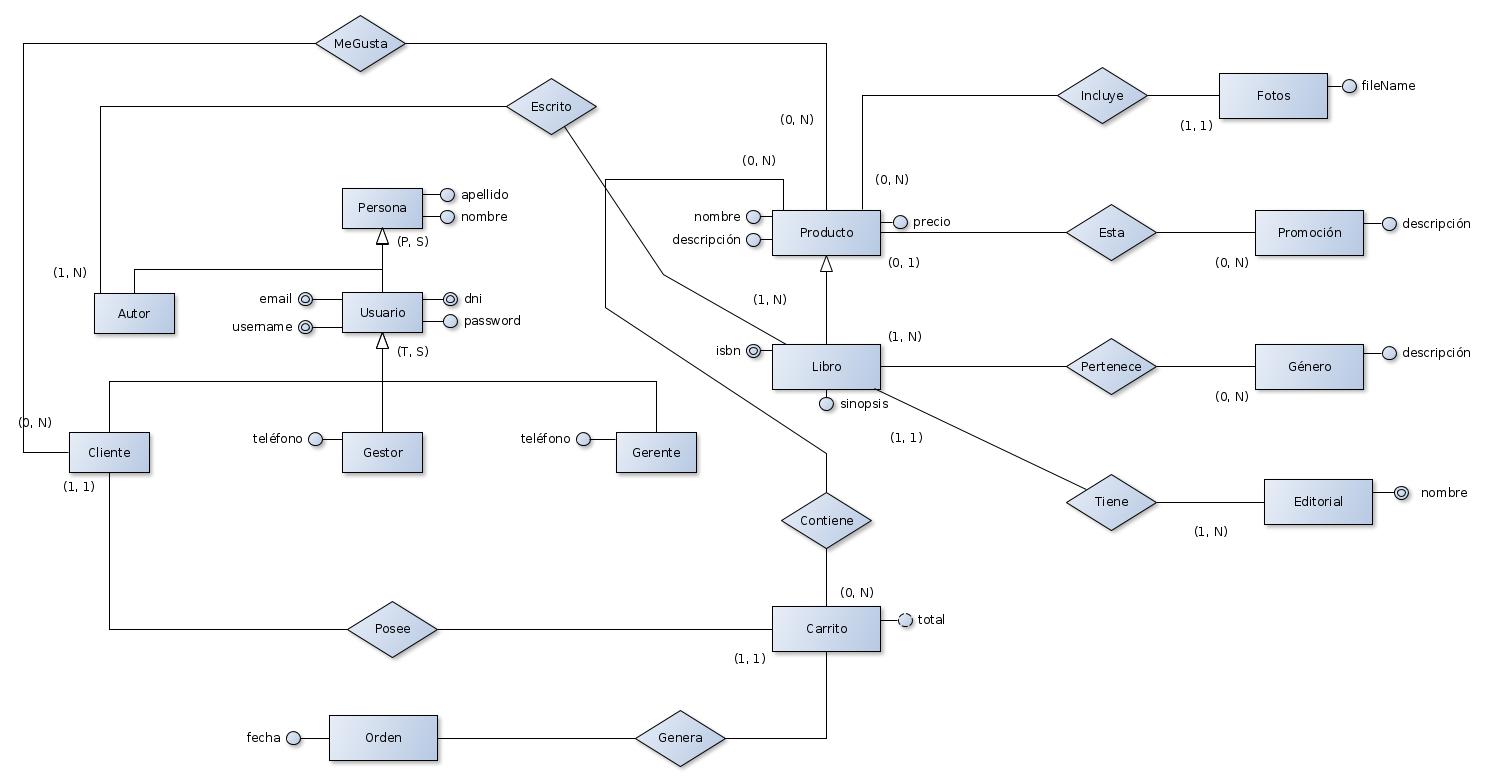 MeGusta
Incluye
Fotos
fileName
Escrito
(0, N)
(1, 1)
(0, N)
(0, N)
Persona
apellido
nombre
nombre
descripción
Producto
precio
Esta
Promoción
descripción
(P, S)
(0, 1)
(0, N)
(1, N)
Autor
email
username
Usuario
dni
password
(1, N)
(T, S)
isbn
Libro
sinopsis
(1, N)
Pertenece
Género
descripción
(0, N)
(0, N)
Cliente
teléfono
Gestor
teléfono
Gerente
(1, 1)
(1, 1)
Tiene
Editorial
nombre
(1, N)
Contiene
(0, N)
Posee
Carrito
total
(1, 1)
fecha
Orden
Genera